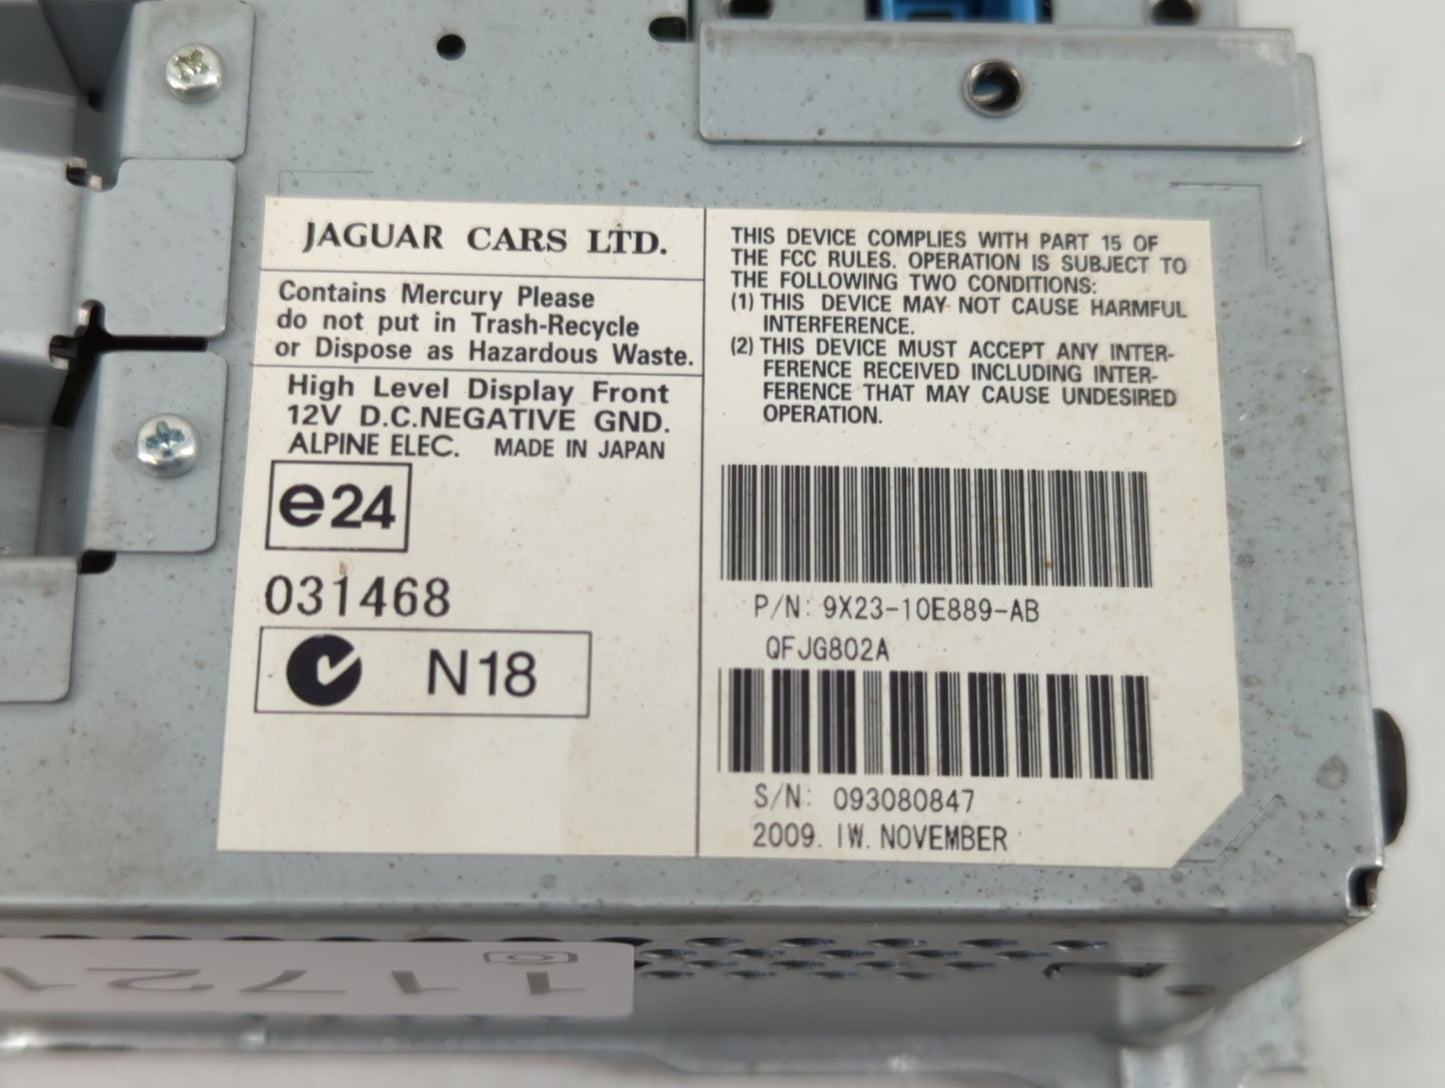 JAGUAR CARS LTD.
Contains Mercury Please
do not put in Trash-Recycle
or Dispose as Hazardous Waste.
High Level Display Front
12V D.C.NEGATIVE GND.
ALPINE ELEC. MADE IN JAPAN
e24
031468
N18
THIS DEVICE COMPLIES WITH PART 15 OF
THE FCC RULES. OPERATION IS SUBJECT TO
THE FOLLOWING TWO CONDITIONS:
(1) THIS DEVICE MAY NOT CAUSE HARMFUL
INTERFERENCE.
(2) THIS DEVICE MUST ACCEPT ANY INTER-
FERENCE RECEIVED INCLUDING INTER-
FERENCE THAT MAY CAUSE UNDESIRED
OPERATION.
P/N: 9X23-10E889-AB
QFJG802A
S/N: 093080847
2009. IW. NOVEMBER